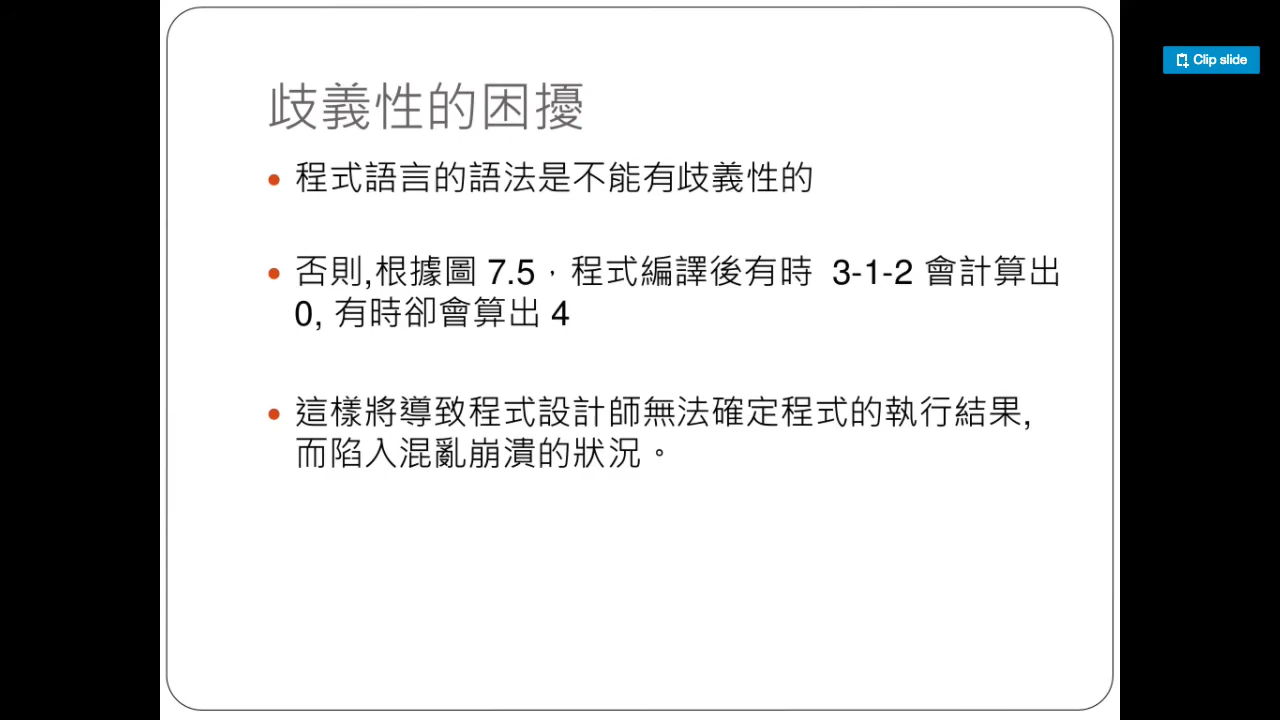 Clip slide
歧義性的困擾
• 程式語言的語法是不能有歧義性的
• 否則,根據圖 7.5，程式編譯後有時 3-1-2 會計算出
0, 有時卻會算出 4
• 這樣將導致程式設計師無法確定程式的執行結果,
而陷入混亂崩潰的狀況。